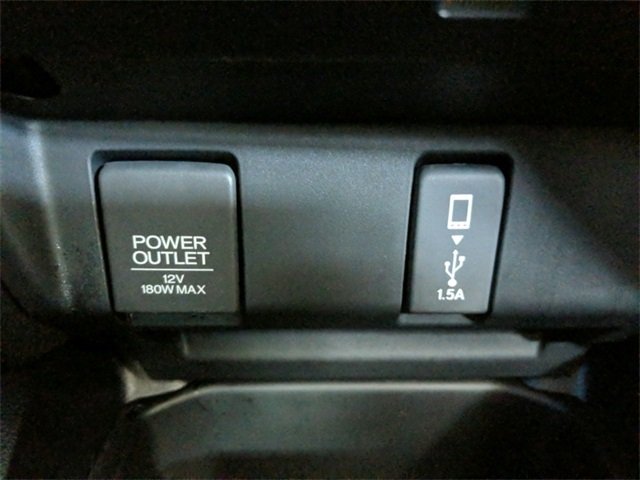 POWER
OUTLET
12V
180W MAX
1.5A